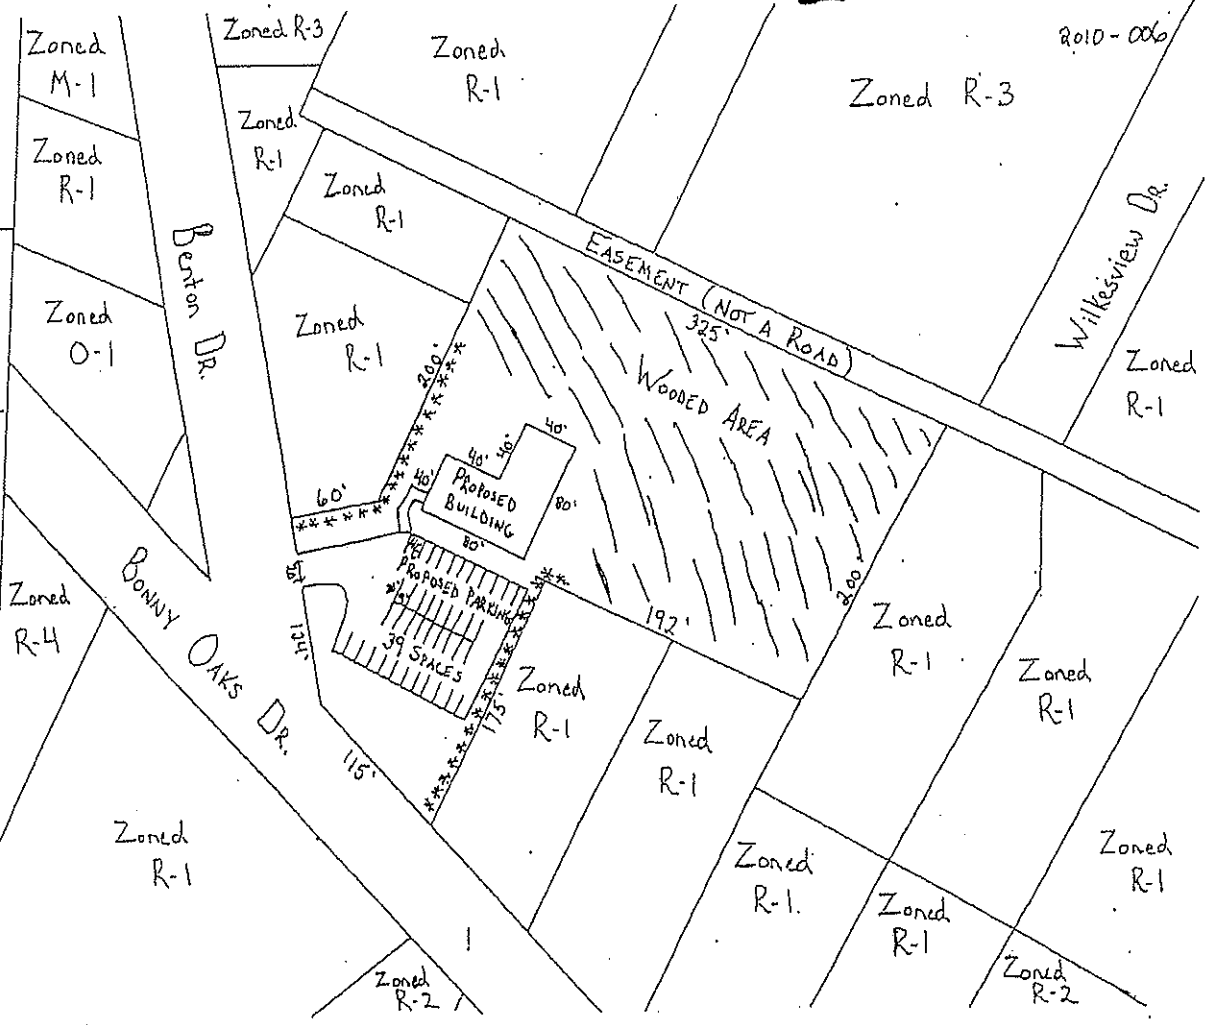 2010-006
Zoned
M-1
Zoned R-3
Zoned
R-1
Zoned R-3
Zoned
R-1
Zoned
R-1
Zoned
R-1
Benton DR.
Zoned
O-1
Zoned
R-1
EASEMENT (NOT A ROAD)
325'
WOODED AREA
Wilkesview DR.
Zoned
R-1
200'
60'
40'
40'
40'
40'
PROPOSED
BUILDING
80'
80'
PROPOSED PARKING
9'
39 SPACES
124'
115'
175'
192'
200'
BONNY OAKS DR.
Zoned
R-4
Zoned
R-1
Zoned
R-1
Zoned
R-1
Zoned
R-1
Zoned
R-1
Zoned
R-1
Zoned
R-1.
Zoned
R-1
Zoned
R-1
Zoned
R-2
Zoned
R-2